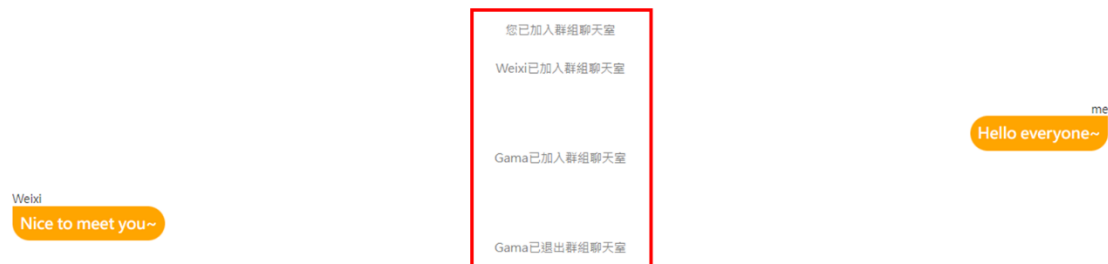 您已加入群組聊天室
Weixi已加入群組聊天室
me
Hello everyone~
Gama已加入群組聊天室
Weixi
Nice to meet you~
Gama已退出群組聊天室